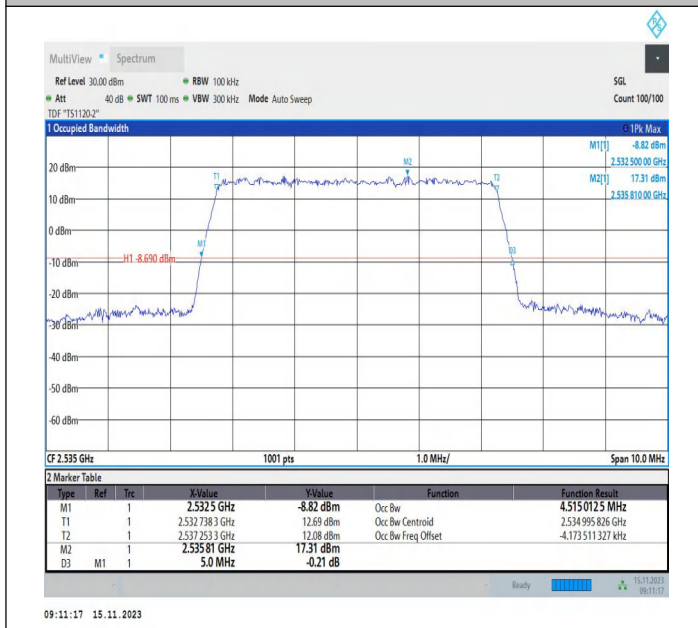 R&S
MultiView Spectrum
Ref Level 30.00 dBm RBW 100 kHz SGL
Att 40 dB SWT 100 ms VBW 300 kHz Mode Auto Sweep Count 100/100
TDF "TS1120-2"
1 Occupied Bandwidth 1Pk Max
M1[1] -8.82 dBm
2.532 500 00 GHz
M2[1] 17.31 dBm
2.535 810 00 GHz
20 dBm
T1 M2 T2
10 dBm
0 dBm
M1 D3
H1 -8.690 dBm
-10 dBm
-20 dBm
-30 dBm
-40 dBm
-50 dBm
-60 dBm
CF 2.535 GHz 1001 pts 1.0 MHz/ Span 10.0 MHz
2 Marker Table
Type Ref Trc X-Value Y-Value Function Function Result
M1 1 2.5325 GHz -8.82 dBm Occ Bw 4.515 012 5 MHz
T1 1 2.532 738 3 GHz 12.69 dBm Occ Bw Centroid 2.534 995 826 GHz
T2 1 2.537 253 3 GHz 12.08 dBm Occ Bw Freq Offset -4.173 511 327 kHz
M2 1 2.535 81 GHz 17.31 dBm
D3 M1 1 5.0 MHz -0.21 dB
Ready 15.11.2023
09:11:17
09:11:17 15.11.2023